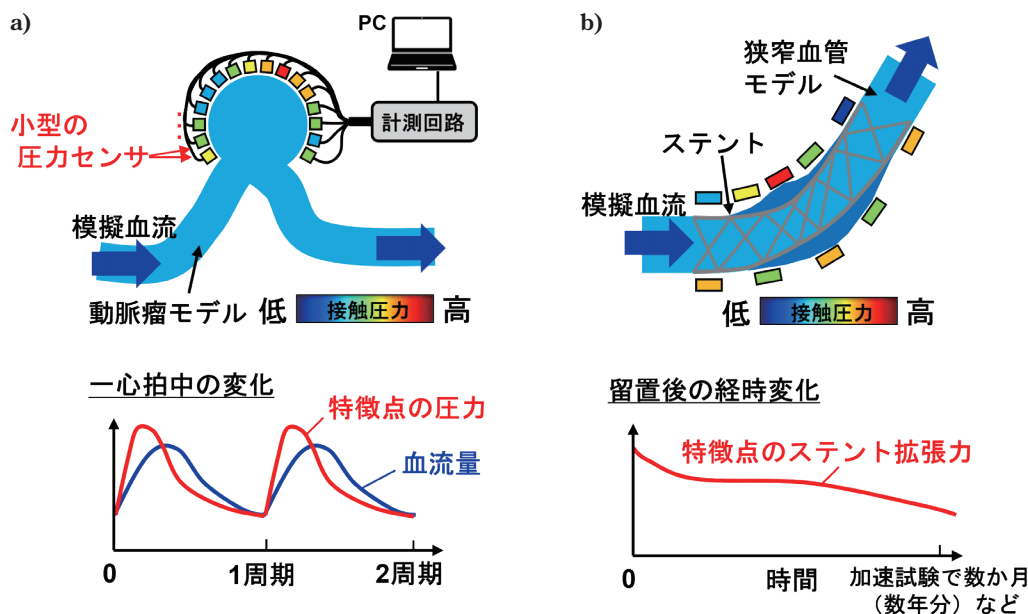 a)
PC
計測回路
小型の
圧力センサ
模擬血流
動脈瘤モデル
低 接触圧力 高
一心拍中の変化
特徴点の圧力
血流量
0 1周期 2周期
b)
狭窄血管
モデル
ステント
模擬血流
低 接触圧力 高
留置後の経時変化
特徴点のステント拡張力
0 時間 加速試験で数か月
（数年分）など